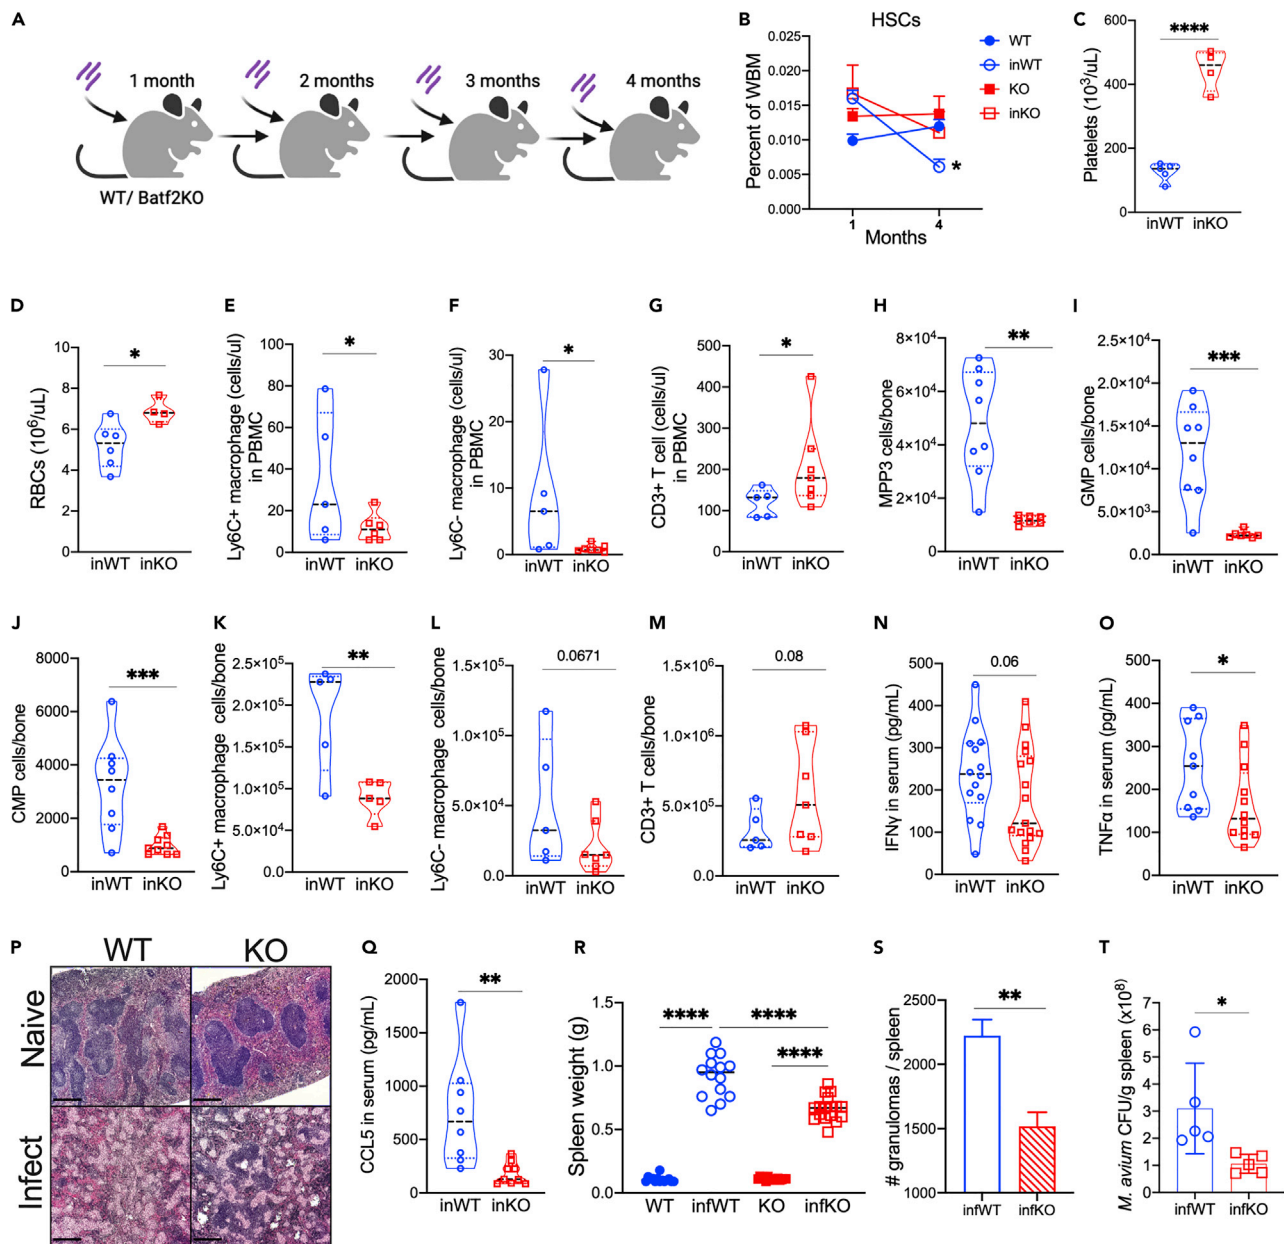 A
1 month
2 months
3 months
4 months
WT/ Batf2KO
B
HSCs
Percent of WBM
0.025
0.020
0.015
0.010
0.005
0.000
1
4
Months
*
WT
inWT
KO
inKO
C
Platelets (10³/uL)
600
400
200
0
****
inWT
inKO
D
RBCs (10⁶/uL)
10
8
6
4
2
0
*
inWT
inKO
E
Ly6C+ macrophage (cells/ul)
in PBMC
100
80
60
40
20
0
*
inWT
inKO
F
Ly6C- macrophage (cells/ul)
in PBMC
30
20
10
0
*
inWT
inKO
G
CD3+ T cell (cells/ul)
in PBMC
500
400
300
200
100
0
*
inWT
inKO
H
MPP3 cells/bone
8×10⁴
6×10⁴
4×10⁴
2×10⁴
0
**
inWT
inKO
I
GMP cells/bone
2.5×10⁴
2.0×10⁴
1.5×10⁴
1.0×10⁴
5.0×10³
0.0
***
inWT
inKO
J
CMP cells/bone
8000
6000
4000
2000
0
***
inWT
inKO
K
Ly6C+ macrophage cells/bone
2.5×10⁵
2.0×10⁵
1.5×10⁵
1.0×10⁵
5.0×10⁴
0.0
**
inWT
inKO
L
Ly6C- macrophage cells/bone
1.5×10⁵
1.0×10⁵
5.0×10⁴
0.0
0.0671
inWT
inKO
M
CD3+ T cells/bone
1.5×10⁶
1.0×10⁶
5.0×10⁵
0.0
0.08
inWT
inKO
N
IFNγ in serum (pg/mL)
500
400
300
200
100
0
0.06
inWT
inKO
O
TNFα in serum (pg/mL)
500
400
300
200
100
0
*
inWT
inKO
P
WT
KO
Naive
Infect
Q
CCL5 in serum (pg/mL)
2000
1500
1000
500
0
**
inWT
inKO
R
Spleen weight (g)
1.5
1.0
0.5
0.0
****
****
****
WT
infWT
KO
infKO
S
# granulomas / spleen
2500
2000
1500
1000
**
infWT
infKO
T
M. avium CFU/g spleen (x10⁸)
7
6
5
4
3
2
1
0
*
infWT
infKO